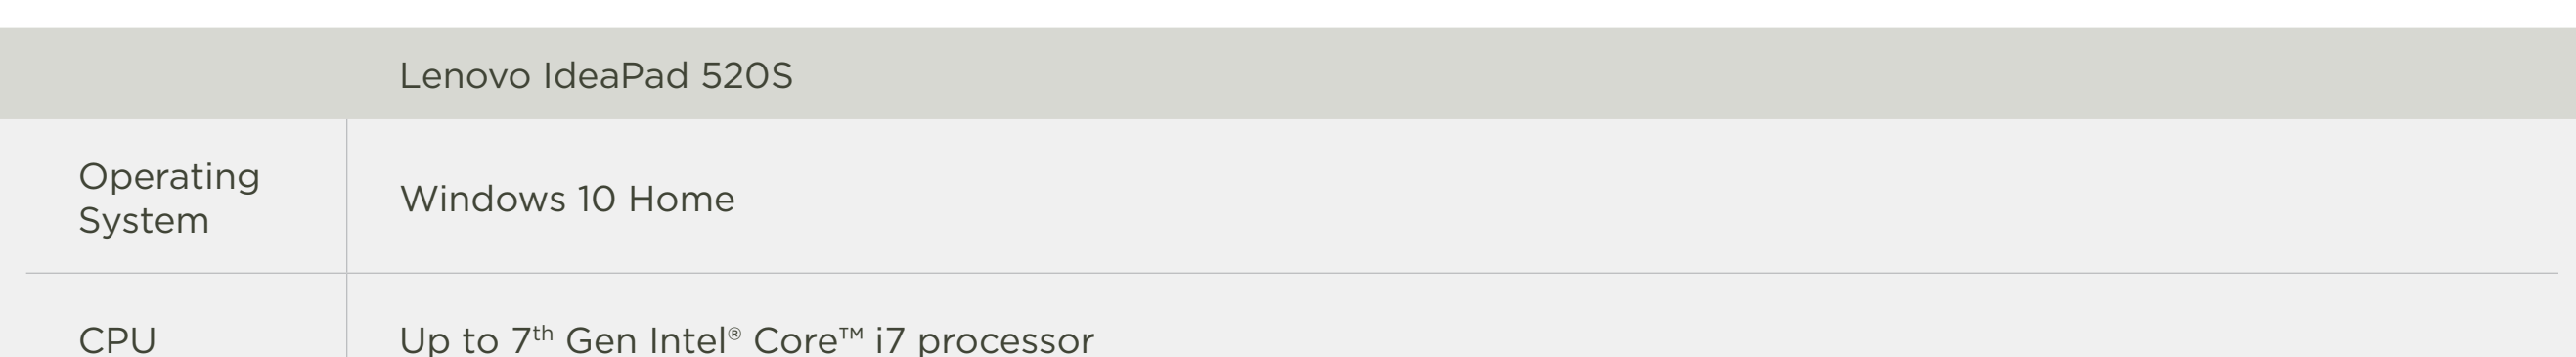 Lenovo IdeaPad 520S
Operating
System
Windows 10 Home
CPU
Up to 7th Gen Intel® Core™ i7 processor